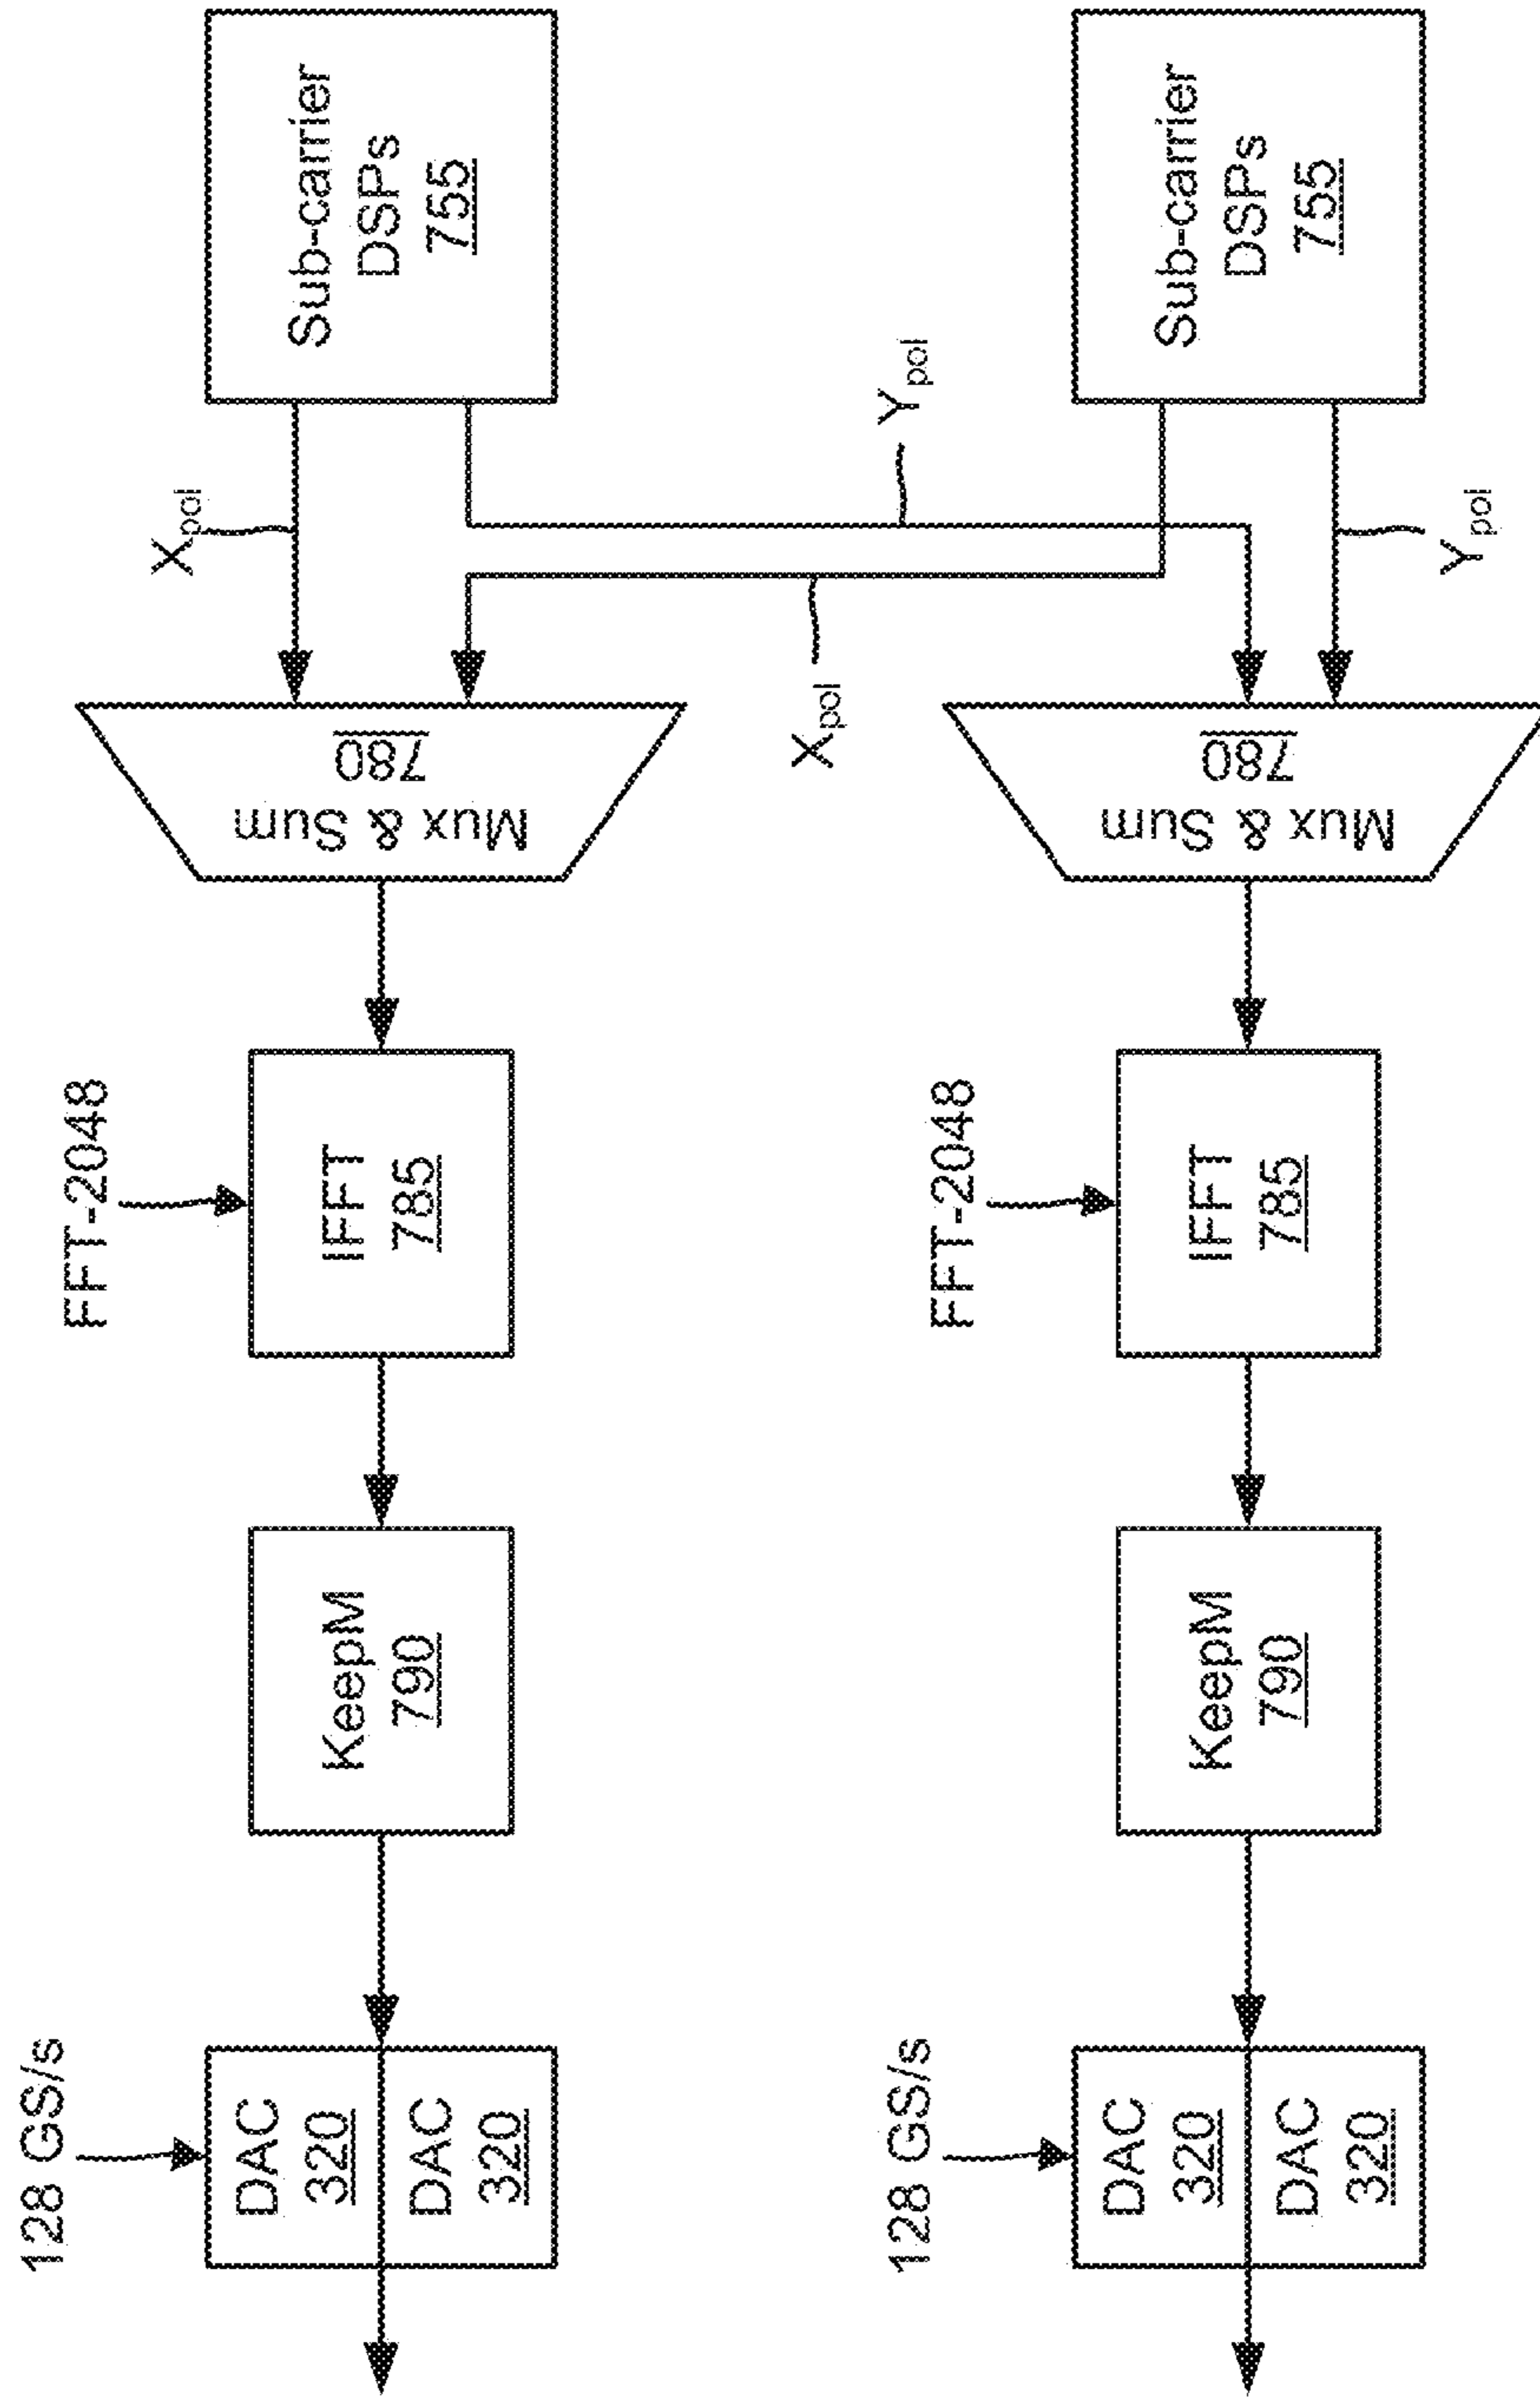 128 GS/s
DAC
320
DAC
320
KeepM
790
FFT-2048
IFFT
785
Mux & Sum
780
Xpol
Sub-carrier
DSPs
755
Xpol
Ypol
128 GS/s
DAC
320
DAC
320
KeepM
790
FFT-2048
IFFT
785
Mux & Sum
780
Ypol
Sub-carrier
DSPs
755